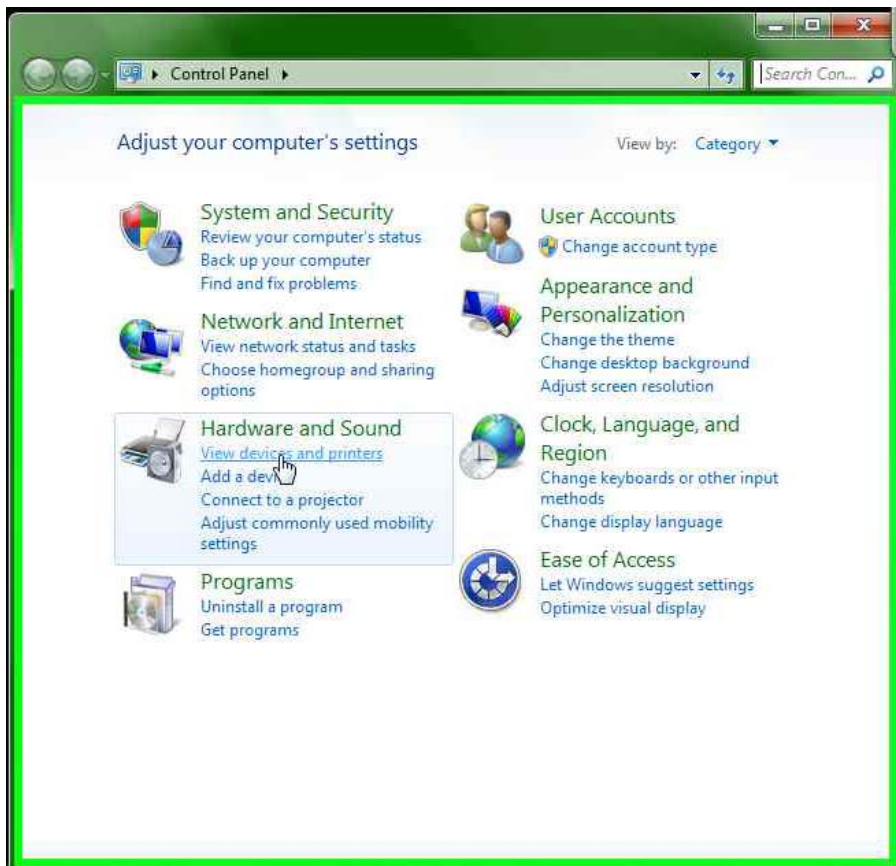 Control Panel
Search Con...
Adjust your computer's settings
View by: Category
System and Security
Review your computer's status
Back up your computer
Find and fix problems
Network and Internet
View network status and tasks
Choose homegroup and sharing
options
Hardware and Sound
View devices and printers
Add a devi
Connect to a projector
Adjust commonly used mobility
settings
Programs
Uninstall a program
Get programs
User Accounts
Change account type
Appearance and
Personalization
Change the theme
Change desktop background
Adjust screen resolution
Clock, Language, and
Region
Change keyboards or other input
methods
Change display language
Ease of Access
Let Windows suggest settings
Optimize visual display